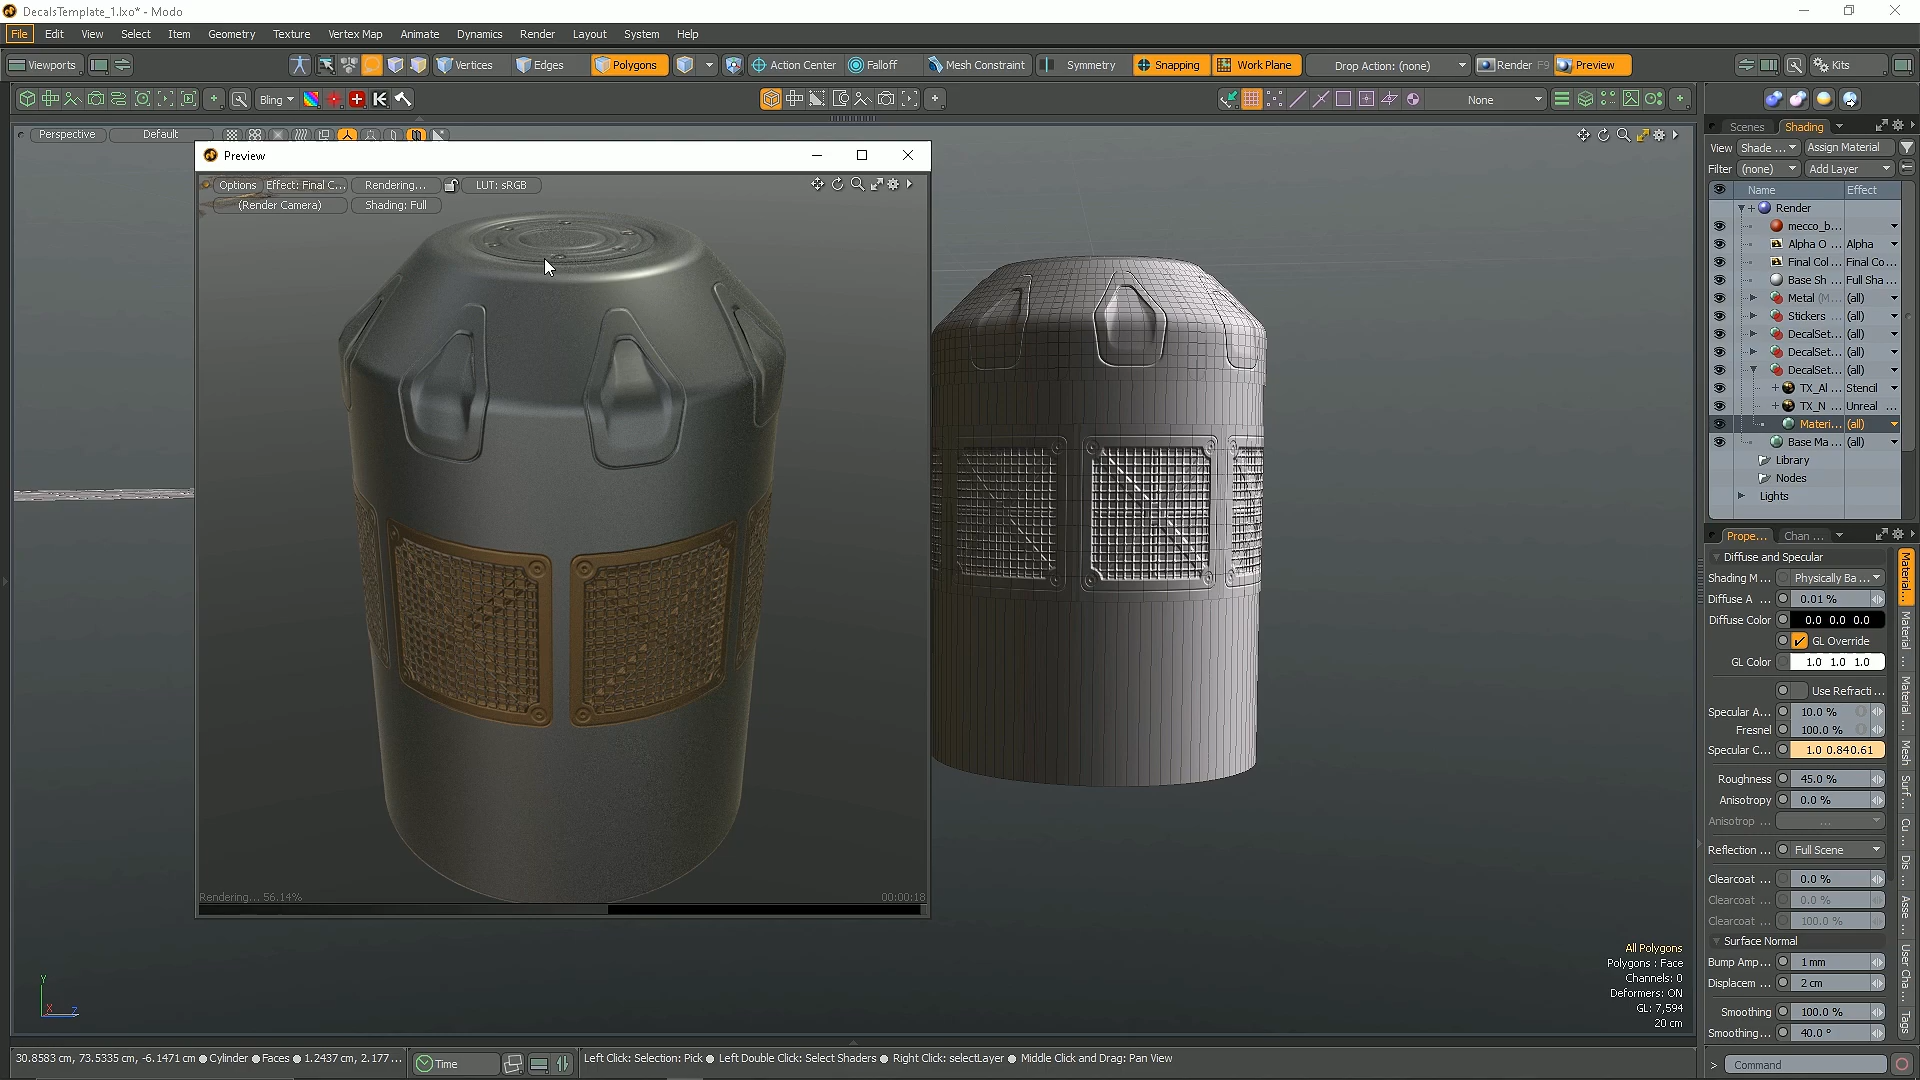 DecalsTemplate_1.lxo* - Modo
File Edit View Select Item Geometry Texture Vertex Map Animate Dynamics Render Layout System Help
Viewports Vertices Edges Polygons Action Center Falloff Mesh Constraint Symmetry Snapping Work Plane Drop Action: (none) Render F9 Preview Kits
Bling None
Perspective Default
Scenes Shading
View Shade ... Assign Material
Filter (none) Add Layer
Name Effect
Render
mecco_b...
Alpha O ... Alpha
Final Col ... Final Co...
Base Sh ... Full Sha...
Metal (M... (all)
Stickers ... (all)
DecalSet... (all)
DecalSet... (all)
DecalSet... (all)
TX_Al ... Stencil
TX_N ... Unreal ...
Materi... (all)
Base Ma... (all)
Library
Nodes
Lights
Preview
Options Effect: Final C... Rendering... LUT: sRGB
(Render Camera) Shading: Full
Rendering... 56.14% 00:00:18
Prope... Chan ...
Diffuse and Specular
Shading M... Physically Ba...
Diffuse A ... 0.01 %
Diffuse Color 0.0 0.0 0.0
GL Override
GL Color 1.0 1.0 1.0
Use Refracti...
Specular A... 10.0 %
Fresnel 100.0 %
Specular C... 1.0 0.84 0.61
Roughness 45.0 %
Anisotropy 0.0 %
Anisotrop ... ...
Reflection ... Full Scene
Clearcoat ... 0.0 %
Clearcoat ... 0.0 %
Clearcoat ... 100.0 %
Surface Normal
Bump Amp... 1 mm
Displacem ... 2 cm
Smoothing 100.0 %
Smoothing... 40.0 °
Material...
Material ...
Material ...
Mesh
Surf...
Cu ...
Dis ...
Asse ...
User Cha...
Tags
All Polygons
Polygons : Face
Channels: 0
Deformers: ON
GL: 7,594
20 cm
Y
X Z
30.8583 cm, 73.5335 cm, -6.1471 cm Cylinder Faces 1.2437 cm, 2.177... Time Left Click: Selection: Pick Left Double Click: Select Shaders Right Click: selectLayer Middle Click and Drag: Pan View
> Command